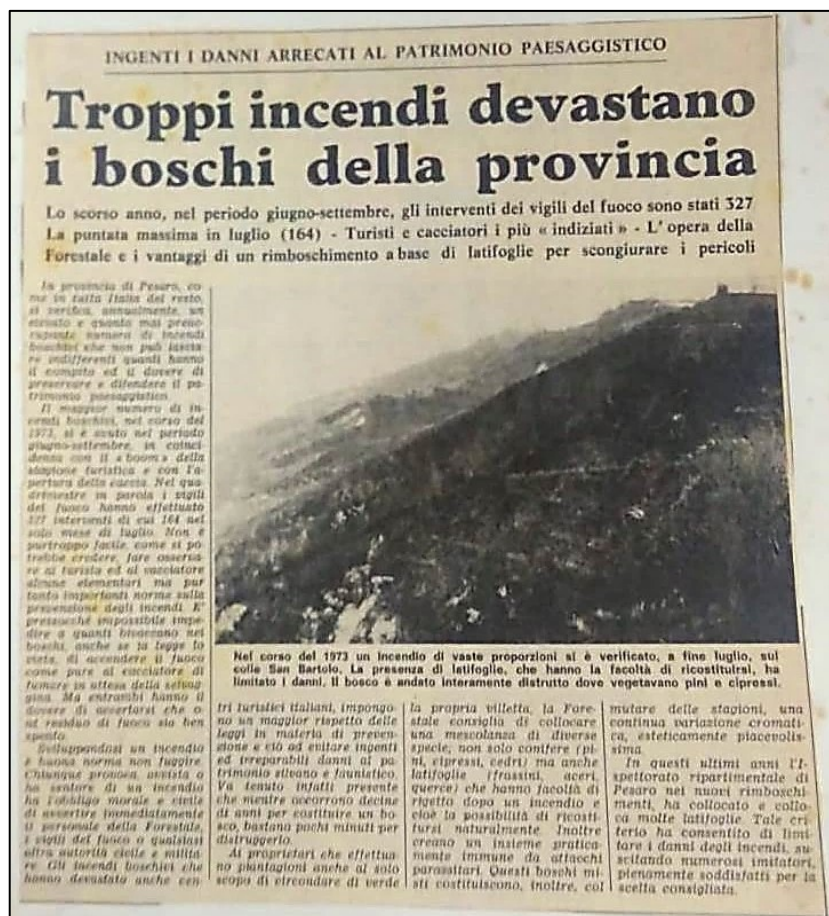 INGENTI I DANNI ARRECATI AL PATRIMONIO PAESAGGISTICO
Troppi incendi devastano
i boschi della provincia
Lo scorso anno, nel periodo giugno-settembre, gli interventi dei vigili del fuoco sono stati 327
La puntata massima in luglio (164) - Turisti e cacciatori i più « indiziati » - L'opera della
Forestale e i vantaggi di un rimboschimento a base di latifoglie per scongiurare i pericoli
La provincia di Pesaro, co-
me in tutta Italia del resto,
si verifica, annualmente, un
elevato e quanto mai preoc-
cupante numero di incendi
boschivi che non può lascia-
re indifferenti quanti hanno
il compito ed il dovere di
preservare e difendere il pa-
trimonio paesaggistico.
Il maggior numero di in-
cendi boschivi, nel corso del
1973, si è avuto nel periodo
giugno-settembre, in coinci-
denza con il « boom » della
stagione turistica e con l'a-
pertura della caccia. Nel qua-
drimestre in parola i vigili
del fuoco hanno effettuato
327 interventi di cui 164 nel
solo mese di luglio. Non è
purtroppo facile, come si po-
trebbe credere, fare osserva-
re al turista ed al cacciatore
alcune elementari ma pur
tanto importanti norme sulla
prevenzione degli incendi. E'
pressoché impossibile impe-
dire a quanti bivaccano nei
boschi, anche se la legge lo
vieta, di accendere il fuoco
come pure al cacciatore di
fumare in attesa della selvag-
gina. Ma entrambi hanno il
dovere di accertarsi che o-
gni residuo di fuoco sia ben
spento.
Sviluppandosi un incendio
è buona norma non fuggire.
Chiunque provoca, avvista o
ha sentore di un incendio
ha l'obbligo morale e civile
di avvertire immediatamente
il personale della Forestale,
i vigili del fuoco o qualsiasi
altra autorità civile e milita-
re. Gli incendi boschivi che
hanno devastato anche cen-
Nel corso del 1973 un incendio di vaste proporzioni si è verificato, a fine luglio, sul
colle San Bartolo. La presenza di latifoglie, che hanno la facoltà di ricostituirsi, ha
limitato i danni. Il bosco è andato interamente distrutto dove vegetavano pini e cipressi.
tri turistici italiani, impongo-
no un maggior rispetto delle
leggi in materia di preven-
zione e ciò ad evitare ingenti
ed irreparabili danni al pa-
trimonio silvano e faunistico.
Va tenuto infatti presente
che mentre occorrono decine
di anni per costituire un bo-
sco, bastano pochi minuti per
distruggerlo.
Ai proprietari che effettua-
no piantagioni anche al solo
scopo di circondare di verde
la propria villetta, la Fore-
stale consiglia di collocare
una mescolanza di diverse
specie, non solo conifere (pi-
ni, cipressi, cedri) ma anche
latifoglie (frassini, aceri,
querce) che hanno facoltà di
rigetto dopo un incendio e
cioè la possibilità di ricosti-
tursi naturalmente. Inoltre
creano un insieme pratica-
mente immune da attacchi
parassitari. Questi boschi mi-
sti costituiscono, inoltre, col
mutare delle stagioni, una
continua variazione cromati-
ca, esteticamente piacevolis-
sima.
In questi ultimi anni l'I-
spettorato ripartimentale di
Pesaro nei nuovi rimboschi-
menti, ha collocato e collo-
ca molte latifoglie. Tale cri-
terio ha consentito di limi-
tare i danni degli incendi, su-
scitando numerosi imitatori,
pienamente soddisfatti per la
scelta consigliata.